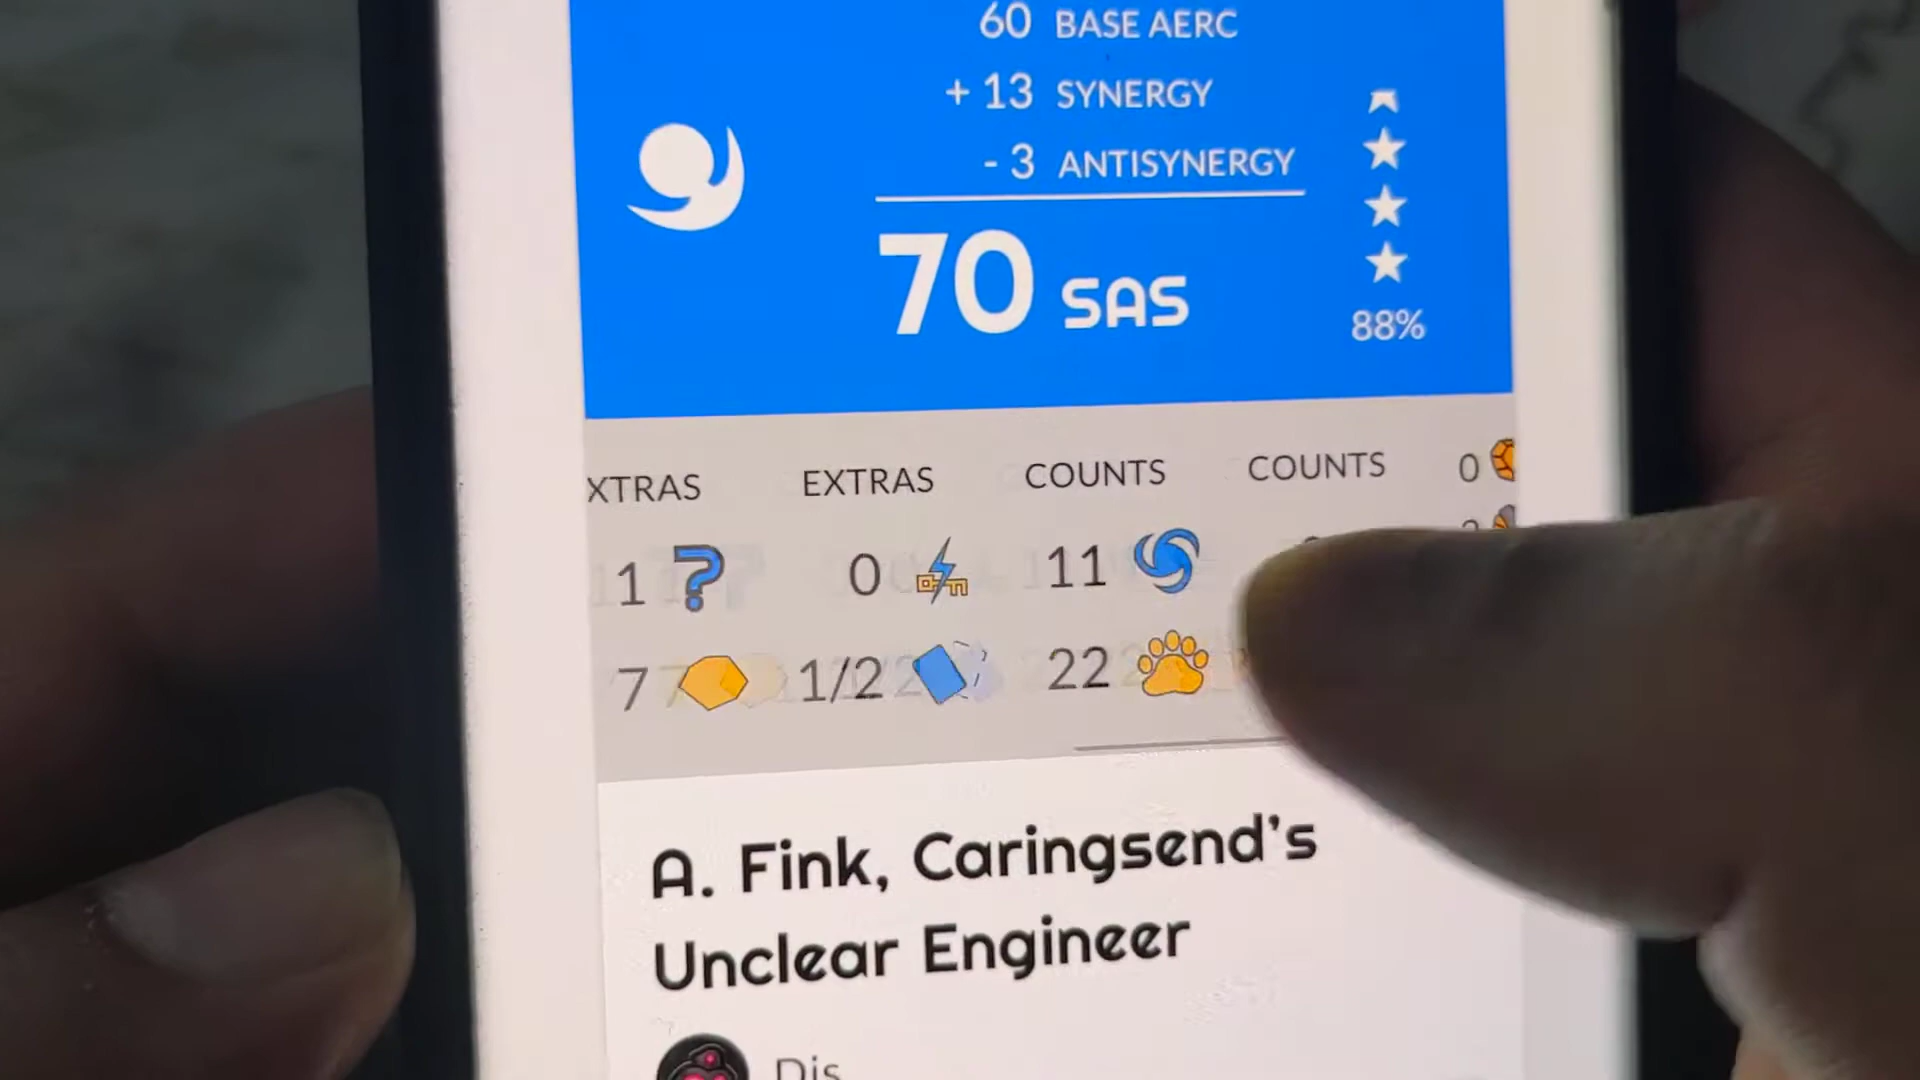 60 BASE AERC
+ 13 SYNERGY
- 3 ANTISYNERGY
70 SAS
88%
XTRAS EXTRAS COUNTS COUNTS 0
1 0 11
7 1/2 22
A. Fink, Caringsend's
Unclear Engineer
Dis